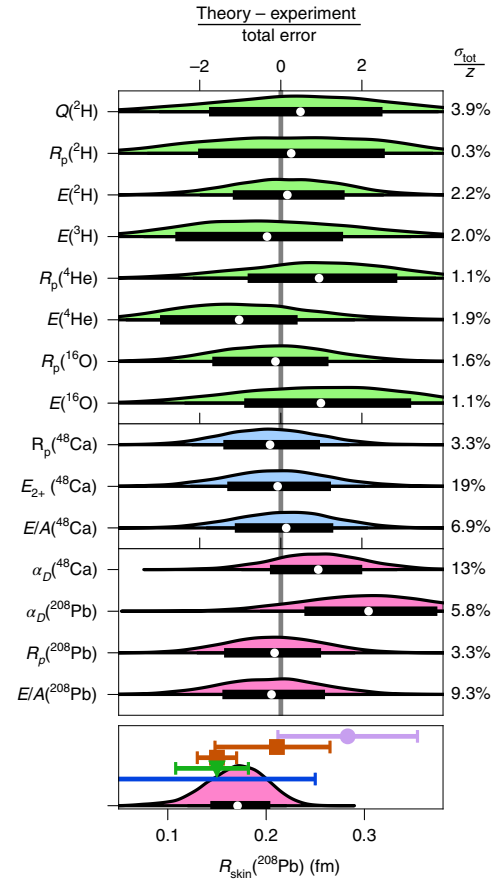 Theory – experiment
total error
−2 0 2
σtot
z
Q(²H) 3.9%
Rp(²H) 0.3%
E(²H) 2.2%
E(³H) 2.0%
Rp(⁴He) 1.1%
E(⁴He) 1.9%
Rp(¹⁶O) 1.6%
E(¹⁶O) 1.1%
Rp(⁴⁸Ca) 3.3%
E2+ (⁴⁸Ca) 19%
E/A(⁴⁸Ca) 6.9%
αD(⁴⁸Ca) 13%
αD(²⁰⁸Pb) 5.8%
Rp(²⁰⁸Pb) 3.3%
E/A(²⁰⁸Pb) 9.3%
0.1 0.2 0.3
Rskin(²⁰⁸Pb) (fm)